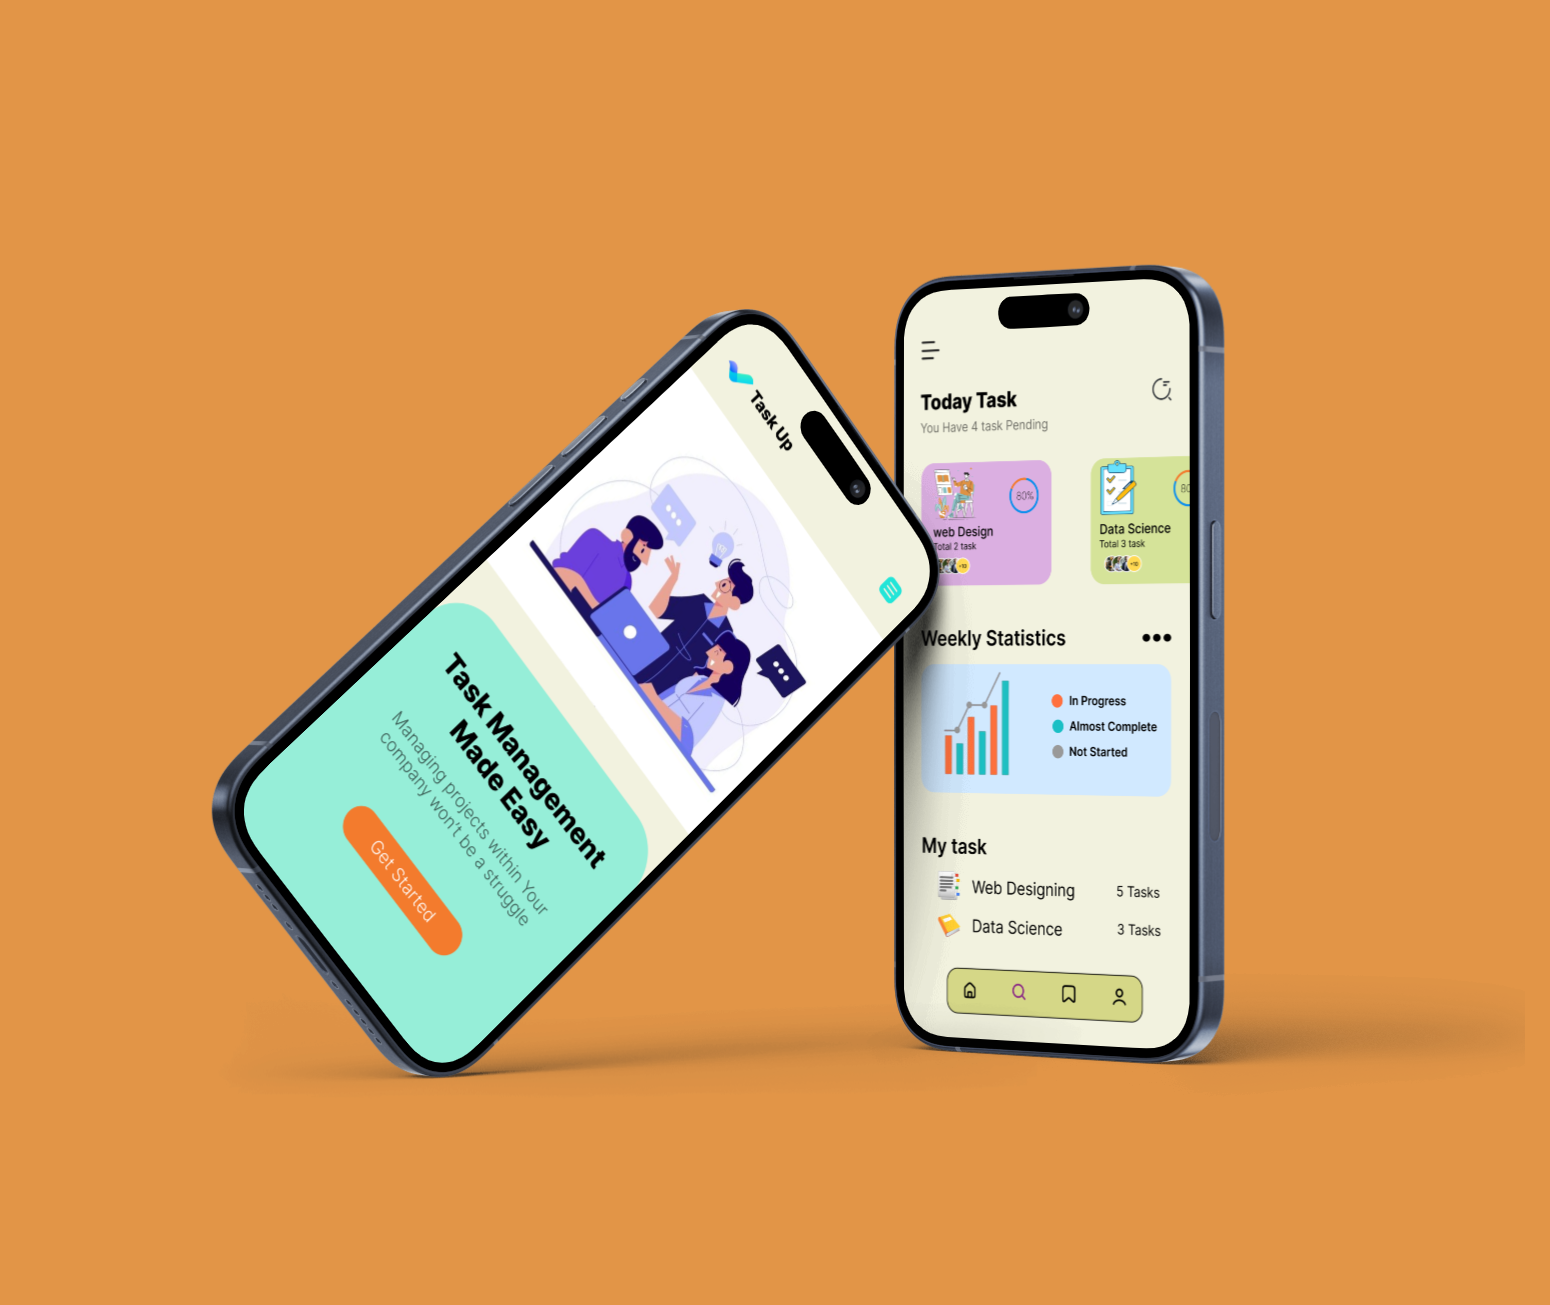 Task Up
Task Management
Made Easy
Managing projects within Your
company won't be a struggle
Get Started
Today Task
You Have 4 task Pending
80%
web Design
Total 2 task
+10
80
Data Science
Total 3 task
+10
Weekly Statistics
In Progress
Almost Complete
Not Started
My task
Web Designing 5 Tasks
Data Science 3 Tasks